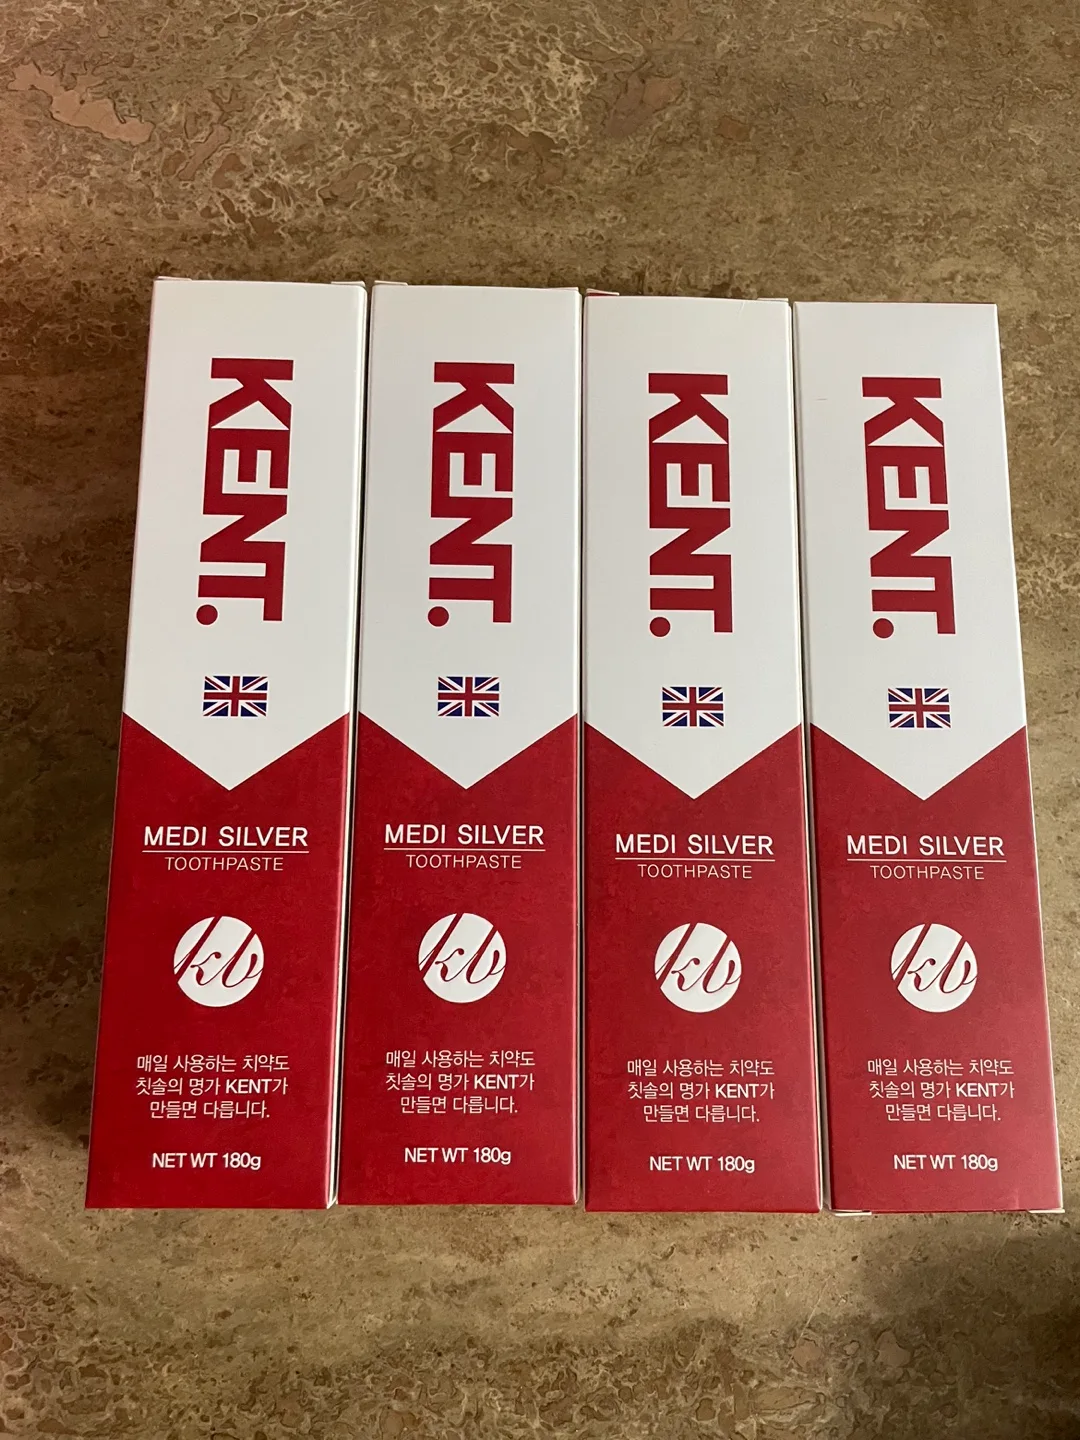 KENT.
MEDI SILVER
TOOTHPASTE
kb
매일 사용하는 치약도
칫솔의 명가 KENT가
만들면 다릅니다.
NET WT 180g
KENT.
MEDI SILVER
TOOTHPASTE
kb
매일 사용하는 치약도
칫솔의 명가 KENT가
만들면 다릅니다.
NET WT 180g
KENT.
MEDI SILVER
TOOTHPASTE
kb
매일 사용하는 치약도
칫솔의 명가 KENT가
만들면 다릅니다.
NET WT 180g
KENT.
MEDI SILVER
TOOTHPASTE
kb
매일 사용하는 치약도
칫솔의 명가 KENT가
만들면 다릅니다.
NET WT 180g